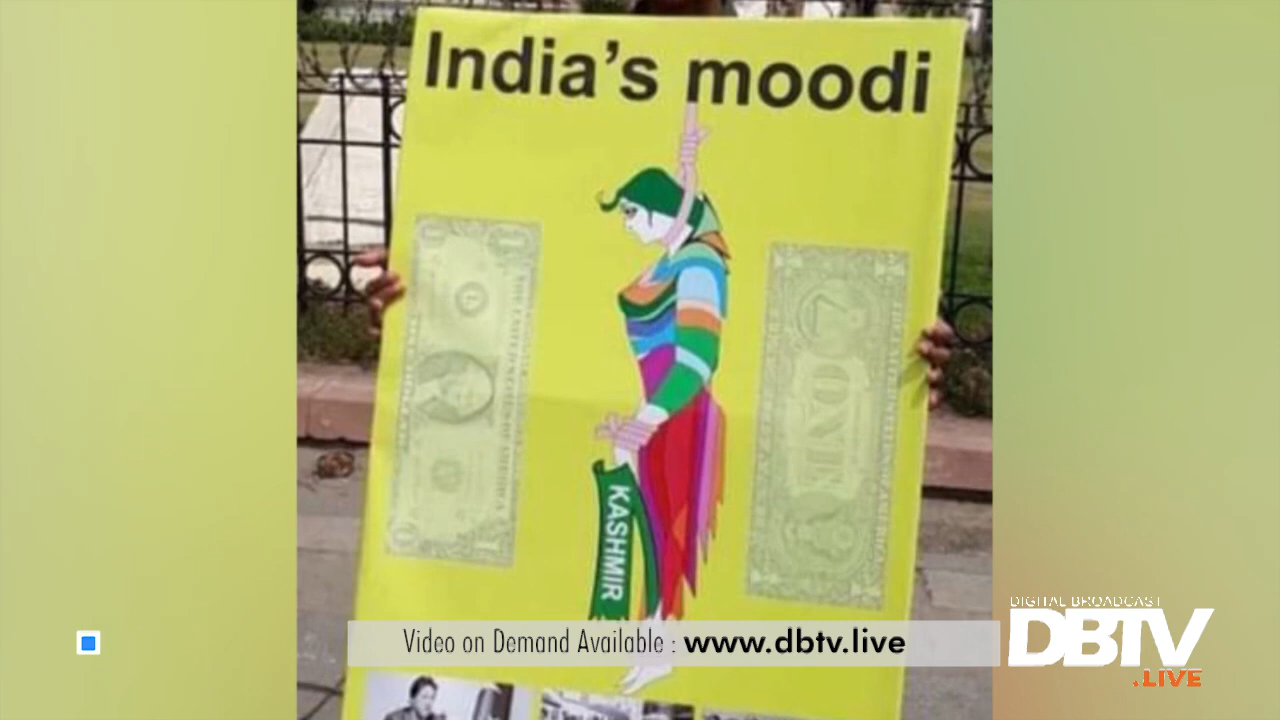 India's moodi
KASHMIR
ONE
Video on Demand Available : www.dbtv.live
DIGITAL BROADCAST
DBTV
.LIVE